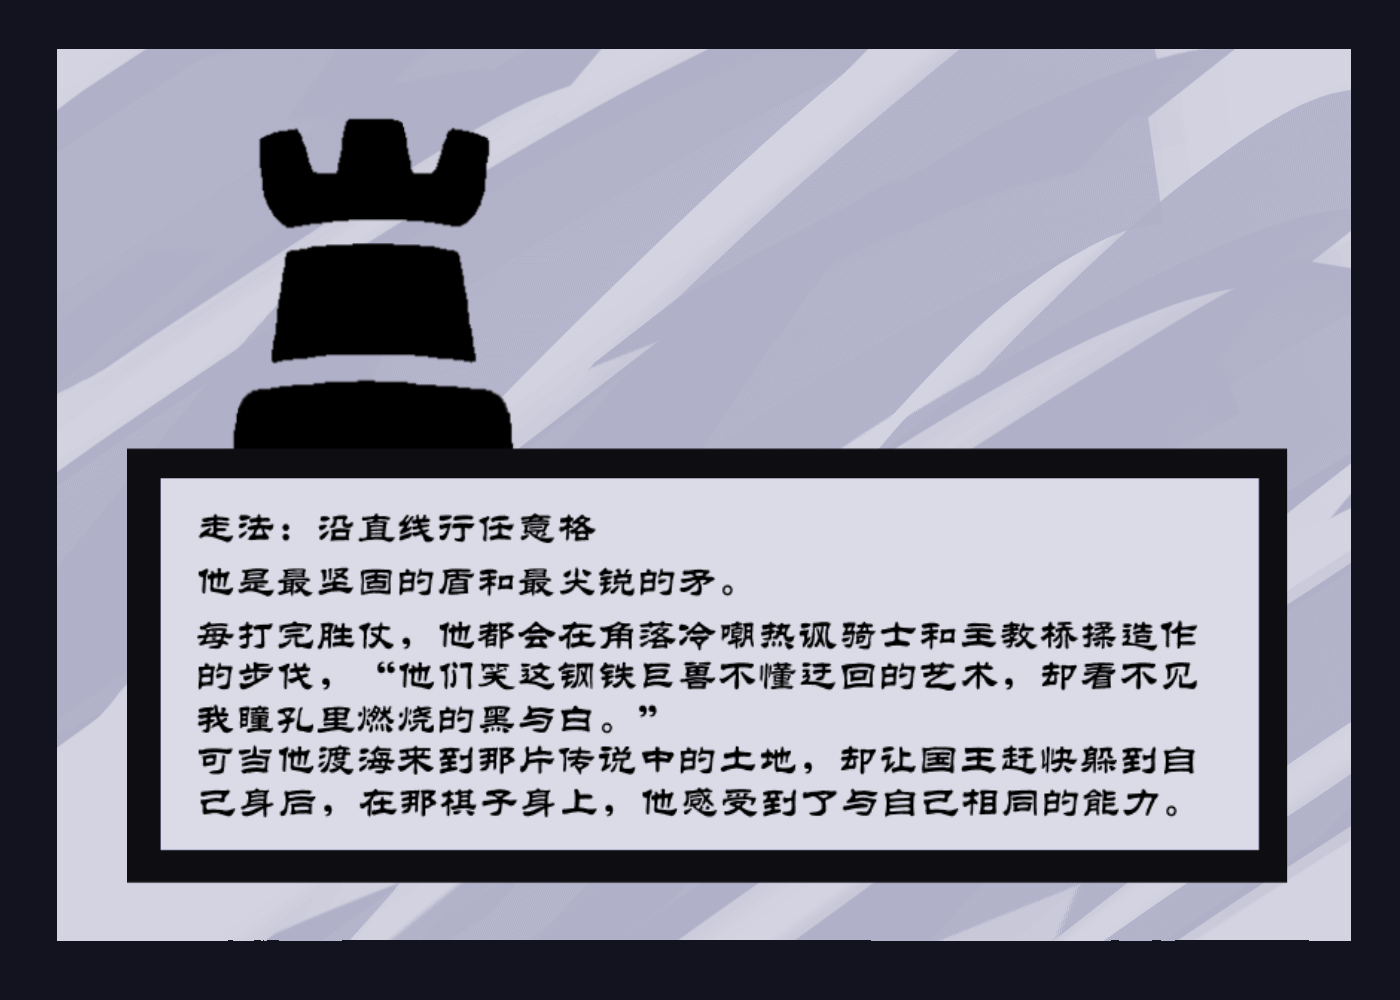 走法：沿直线行任意格
他是最坚固的盾和最尖锐的矛。
每打完胜仗，他都会在角落冷嘲热讽骑士和主教桥揉造作
的步伐，“他们笑这钢铁巨兽不懂迂回的艺术，却看不见
我瞳孔里燃烧的黑与白。”
可当他渡海来到那片传说中的土地，却让国王赶快躲到自
己身后，在那棋子身上，他感受到了与自己相同的能力。